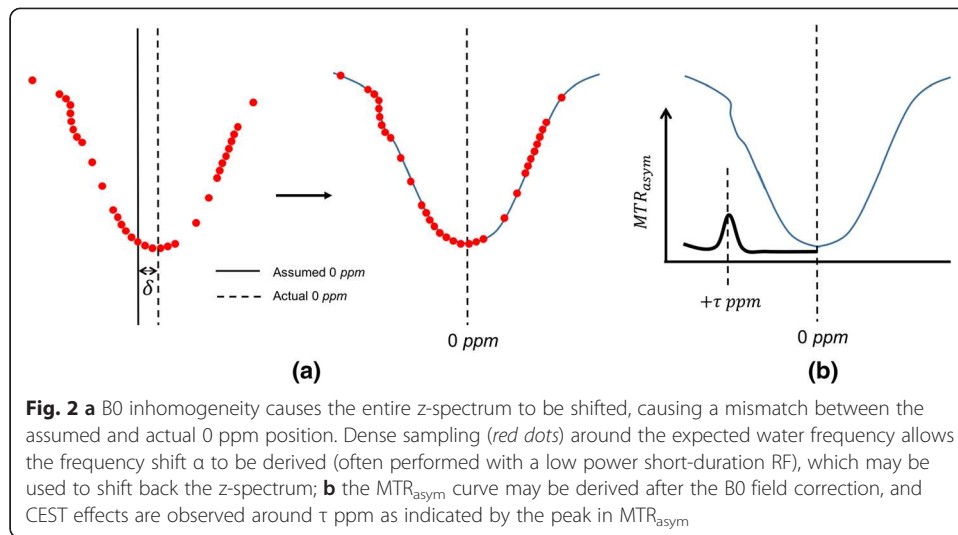 δ
Assumed 0 ppm
Actual 0 ppm
0 ppm
(a)
MTRasym
+τ ppm
0 ppm
(b)
Fig. 2 a B0 inhomogeneity causes the entire z-spectrum to be shifted, causing a mismatch between the
assumed and actual 0 ppm position. Dense sampling (red dots) around the expected water frequency allows
the frequency shift α to be derived (often performed with a low power short-duration RF), which may be
used to shift back the z-spectrum; b the MTRasym curve may be derived after the B0 field correction, and
CEST effects are observed around τ ppm as indicated by the peak in MTRasym